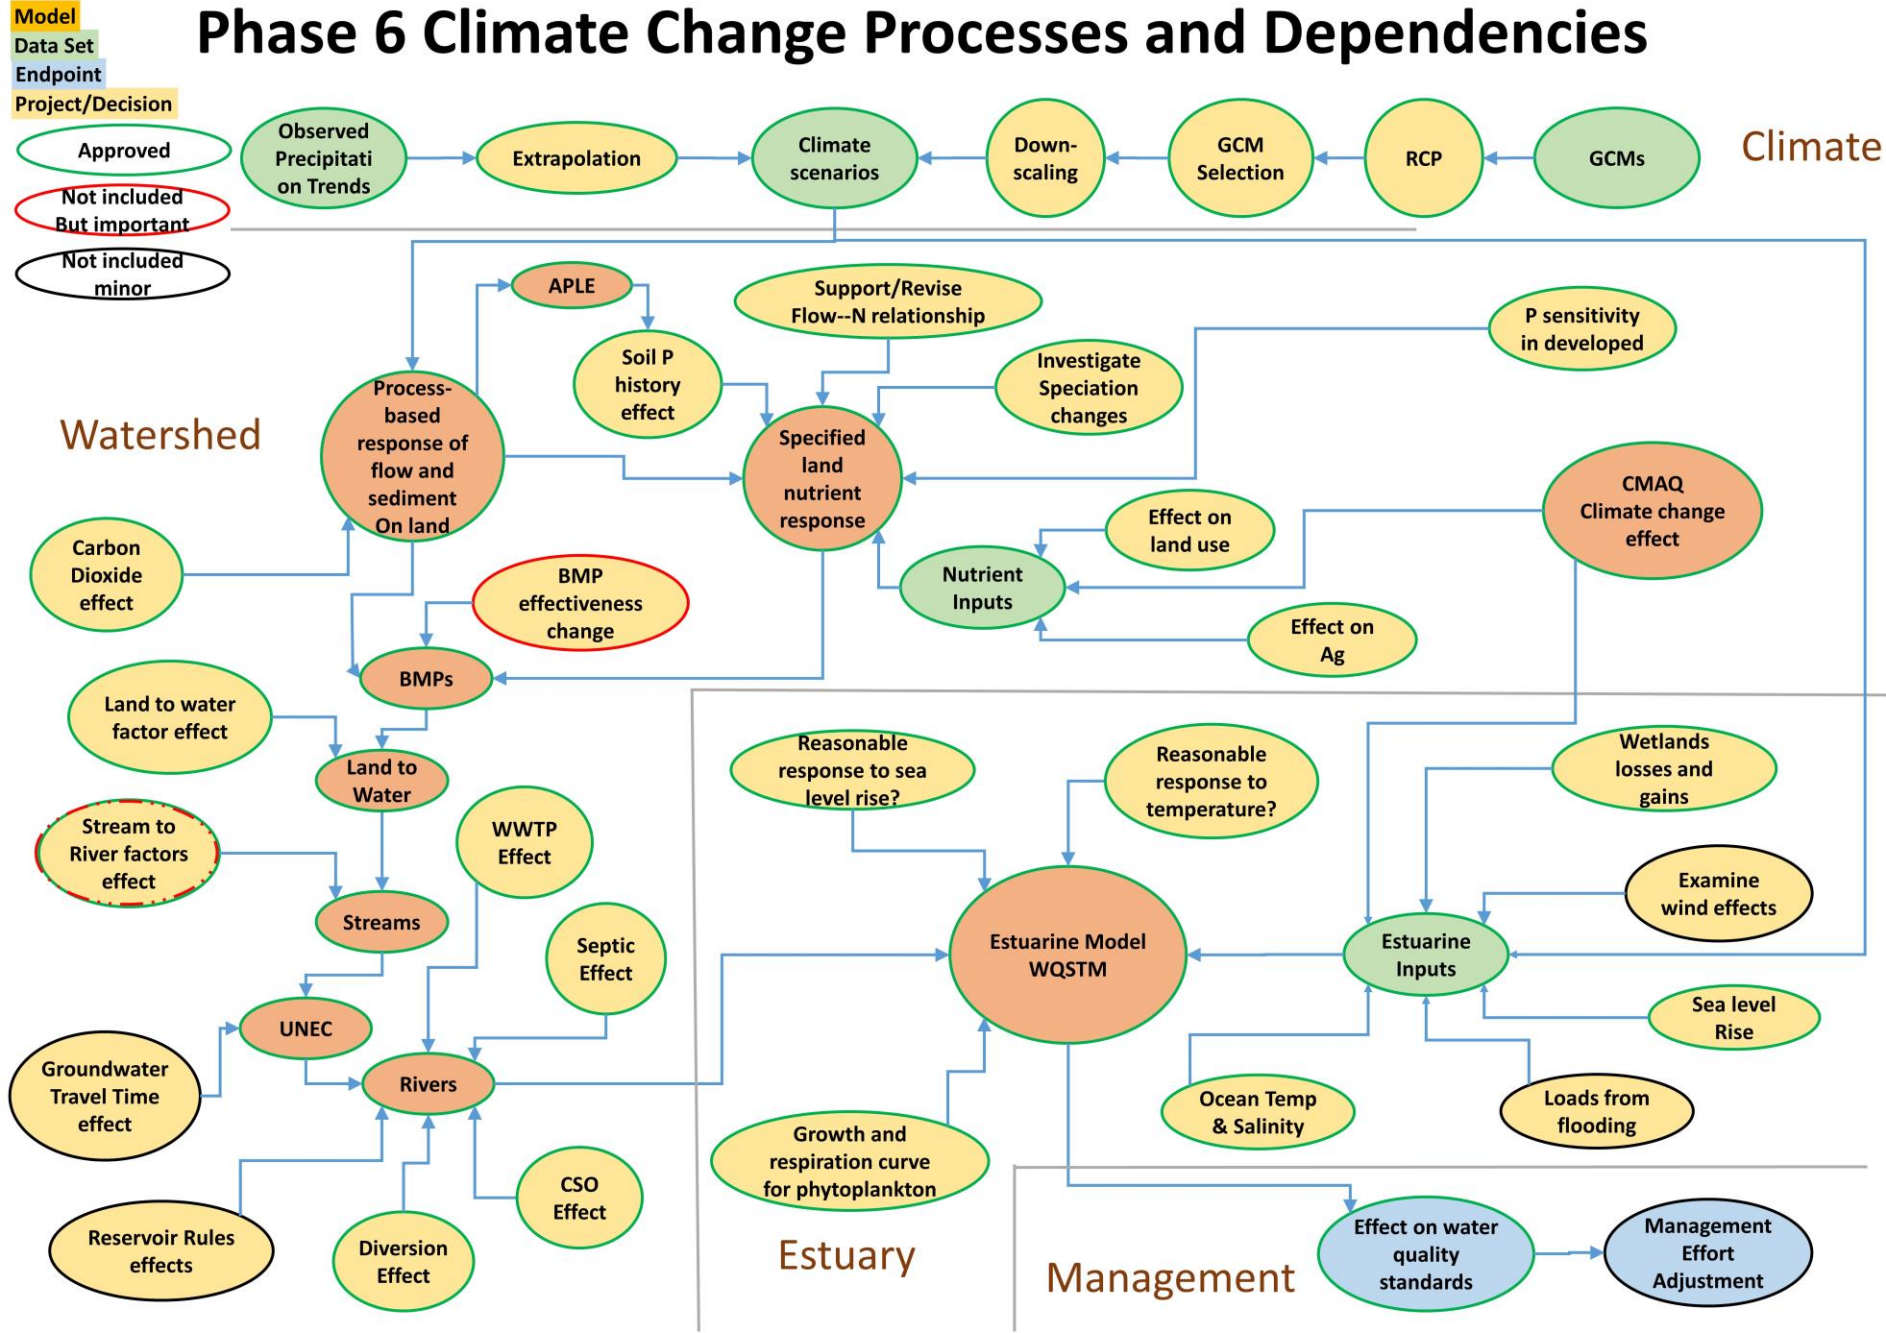 Phase 6 Climate Change Processes and Dependencies
Model
Data Set
Endpoint
Project/Decision
Approved
Not included
But important
Not included
minor
Observed
Precipitati
on Trends
Extrapolation
Climate
scenarios
Down-
scaling
GCM
Selection
RCP
GCMs
Climate
APLE
Support/Revise
Flow--N relationship
P sensitivity
in developed
Soil P
history
effect
Investigate
Speciation
changes
Watershed
Process-
based
response of
flow and
sediment
On land
Specified
land
nutrient
response
CMAQ
Climate change
effect
Carbon
Dioxide
effect
BMP
effectiveness
change
Effect on
land use
Nutrient
Inputs
Effect on
Ag
BMPs
Land to water
factor effect
Land to
Water
Reasonable
response to sea
level rise?
Reasonable
response to
temperature?
Wetlands
losses and
gains
Stream to
River factors
effect
WWTP
Effect
Streams
Septic
Effect
Examine
wind effects
Estuarine Model
WQSTM
Estuarine
Inputs
UNEC
Sea level
Rise
Groundwater
Travel Time
effect
Rivers
Ocean Temp
& Salinity
Loads from
flooding
Growth and
respiration curve
for phytoplankton
CSO
Effect
Reservoir Rules
effects
Diversion
Effect
Estuary
Management
Effect on water
quality
standards
Management
Effort
Adjustment